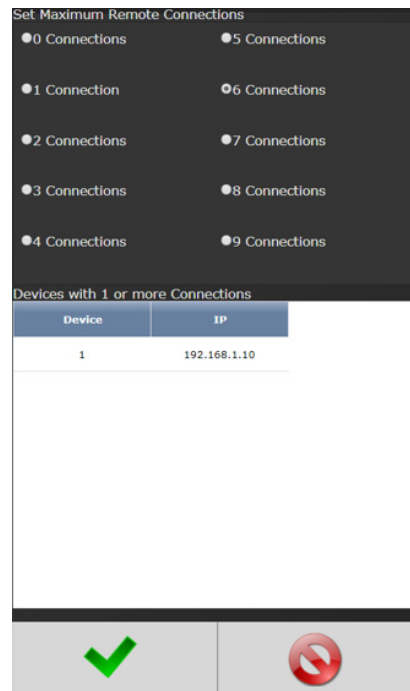 Set Maximum Remote Connections
0 Connections
5 Connections
1 Connection
6 Connections
2 Connections
7 Connections
3 Connections
8 Connections
4 Connections
9 Connections
Devices with 1 or more Connections
Device IP
1 192.168.1.10